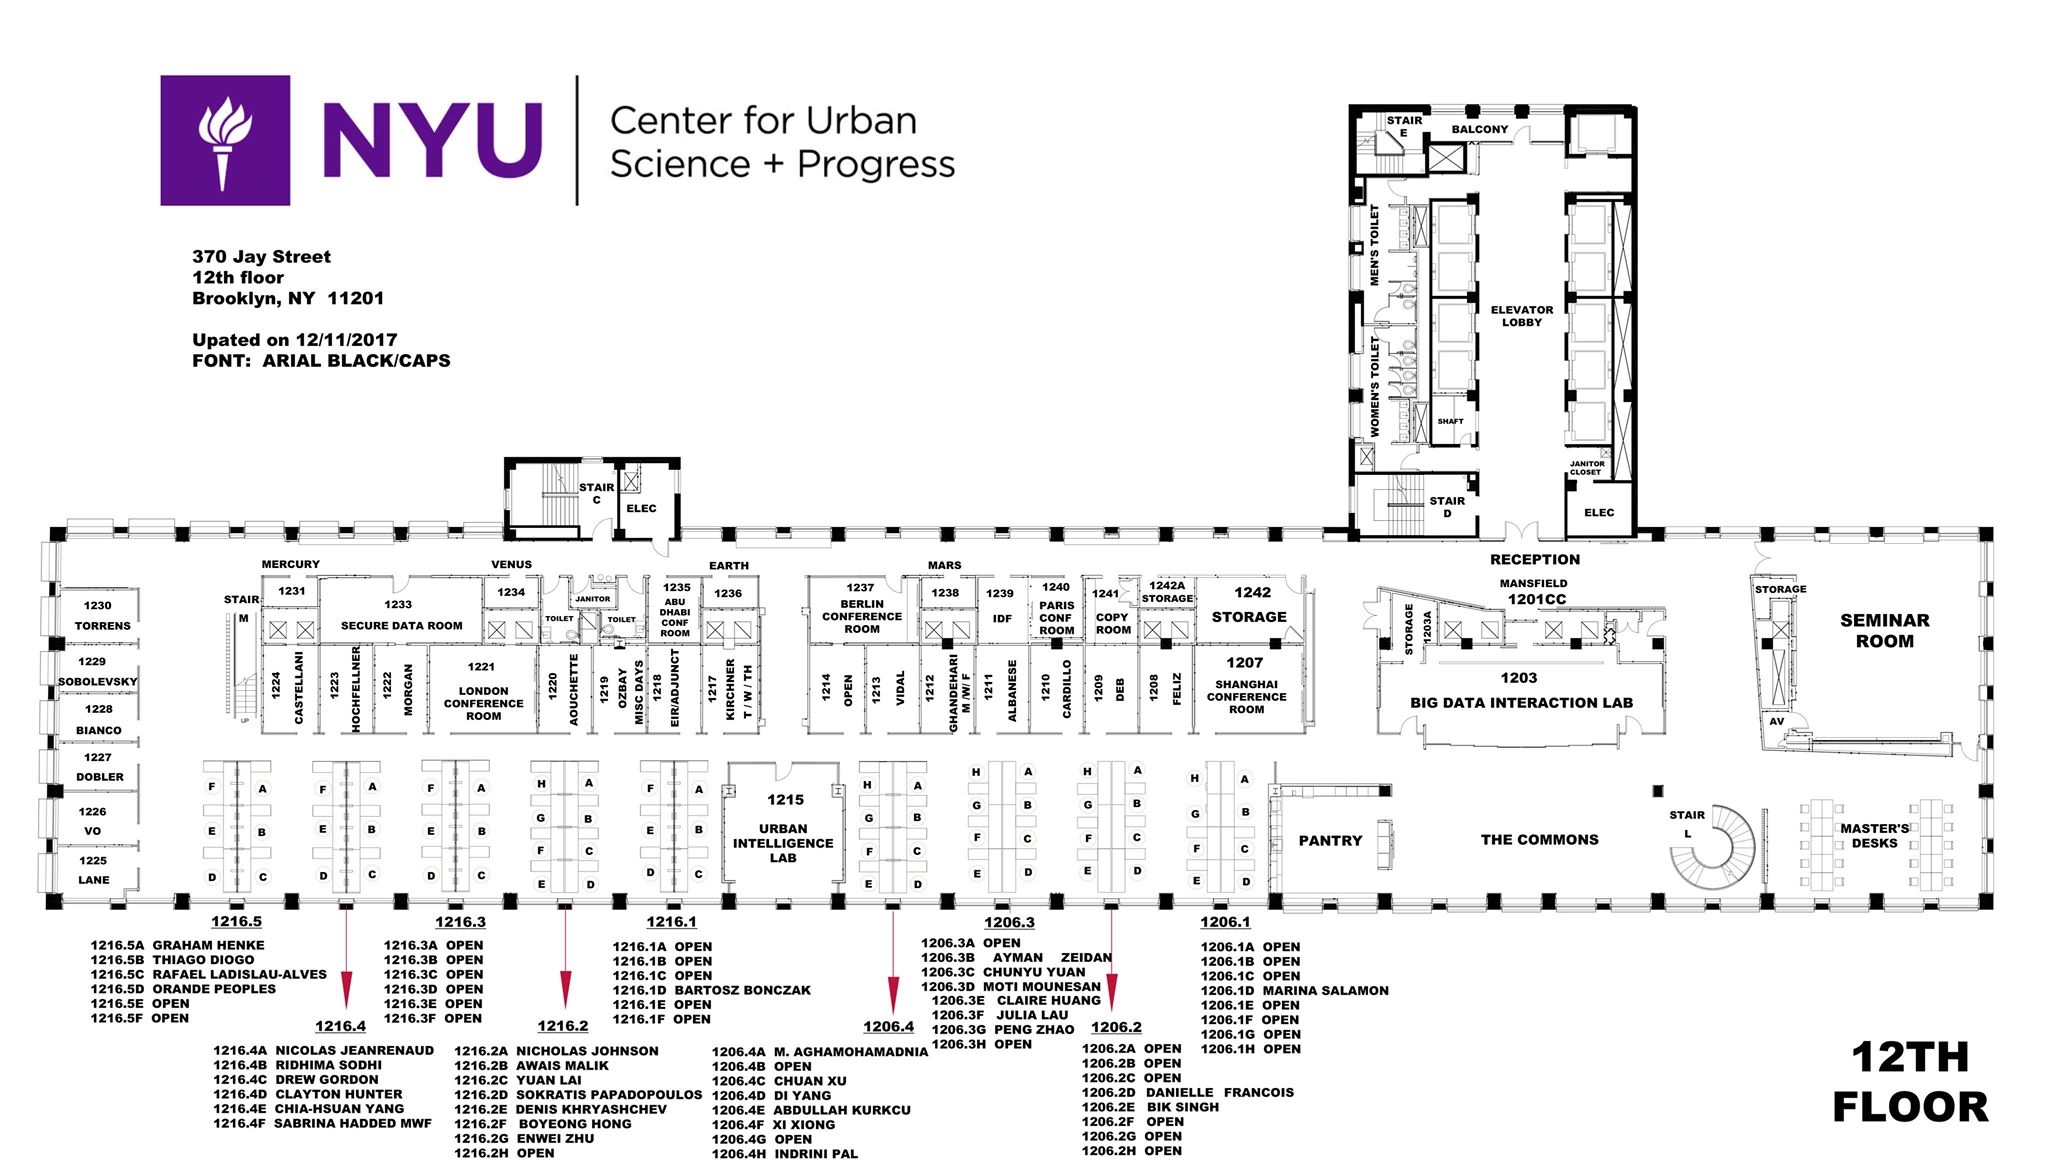 NYU
Center for Urban
Science + Progress
370 Jay Street
12th floor
Brooklyn, NY  11201
Upated on 12/11/2017
FONT:  ARIAL BLACK/CAPS
STAIR
E
BALCONY
MEN'S TOILET
WOMEN'S TOILET
ELEVATOR
LOBBY
SHAFT
JANITOR
CLOSET
STAIR
D
ELEC
STAIR
C
ELEC
MERCURY
VENUS
EARTH
MARS
RECEPTION
MANSFIELD
1201CC
STAIR
M
UP
1230
TORRENS
1229
SOBOLEVSKY
1228
BIANCO
1227
DOBLER
1226
VO
1225
LANE
1231
1233
SECURE DATA ROOM
1234
JANITOR
TOILET
TOILET
1235
ABU
DHABI
CONF
ROOM
1236
1237
BERLIN
CONFERENCE
ROOM
1238
1239
IDF
1240
PARIS
CONF
ROOM
1241
COPY
ROOM
1242A
STORAGE
1242
STORAGE
STORAGE
1203A
STORAGE
SEMINAR
ROOM
1224
CASTELLANI
1223
HOCHFELLNER
1222
MORGAN
1221
LONDON
CONFERENCE
ROOM
1220
AOUCHETTE
1219
OZBAY
MISC DAYS
1218
EIR/ADJUNCT
1217
KIRCHNER
T / W / TH
1214
OPEN
1213
VIDAL
1212
GHANDEHARI
M /W/ F
1211
ALBANESE
1210
CARDILLO
1209
DEB
1208
FELIZ
1207
SHANGHAI
CONFERENCE
ROOM
1203
BIG DATA INTERACTION LAB
AV
F A
E B
D C
F A
E B
D C
F A
E B
D C
H A
G B
F C
E D
F A
E B
D C
1215
URBAN
INTELLIGENCE
LAB
H A
G B
F C
E D
H A
G B
F C
E D
H A
G B
F C
E D
H A
G B
F C
E D
PANTRY
THE COMMONS
STAIR
L
MASTER'S
DESKS
1216.5
1216.5A  GRAHAM HENKE
1216.5B  THIAGO DIOGO
1216.5C  RAFAEL LADISLAU-ALVES
1216.5D  ORANDE PEOPLES
1216.5E  OPEN
1216.5F  OPEN
1216.4
1216.4A  NICOLAS JEANRENAUD
1216.4B  RIDHIMA SODHI
1216.4C  DREW GORDON
1216.4D  CLAYTON HUNTER
1216.4E  CHIA-HSUAN YANG
1216.4F  SABRINA HADDED MWF
1216.3
1216.3A  OPEN
1216.3B  OPEN
1216.3C  OPEN
1216.3D  OPEN
1216.3E  OPEN
1216.3F  OPEN
1216.2
1216.2A  NICHOLAS JOHNSON
1216.2B  AWAIS MALIK
1216.2C  YUAN LAI
1216.2D  SOKRATIS PAPADOPOULOS
1216.2E  DENIS KHRYASHCHEV
1216.2F  BOYEONG HONG
1216.2G  ENWEI ZHU
1216.2H  OPEN
1216.1
1216.1A  OPEN
1216.1B  OPEN
1216.1C  OPEN
1216.1D  BARTOSZ BONCZAK
1216.1E  OPEN
1216.1F  OPEN
1206.4
1206.4A  M. AGHAMOHAMADNIA
1206.4B  OPEN
1206.4C  CHUAN XU
1206.4D  DI YANG
1206.4E  ABDULLAH KURKCU
1206.4F  XI XIONG
1206.4G  OPEN
1206.4H  INDRINI PAL
1206.3
1206.3A  OPEN
1206.3B  AYMAN  ZEIDAN
1206.3C  CHUNYU YUAN
1206.3D  MOTI MOUNESAN
1206.3E  CLAIRE HUANG
1206.3F  JULIA LAU
1206.3G  PENG ZHAO
1206.3H  OPEN
1206.2
1206.2A  OPEN
1206.2B  OPEN
1206.2C  OPEN
1206.2D  DANIELLE  FRANCOIS
1206.2E  BIK SINGH
1206.2F  OPEN
1206.2G  OPEN
1206.2H  OPEN
1206.1
1206.1A  OPEN
1206.1B  OPEN
1206.1C  OPEN
1206.1D  MARINA SALAMON
1206.1E  OPEN
1206.1F  OPEN
1206.1G  OPEN
1206.1H  OPEN
12TH
FLOOR